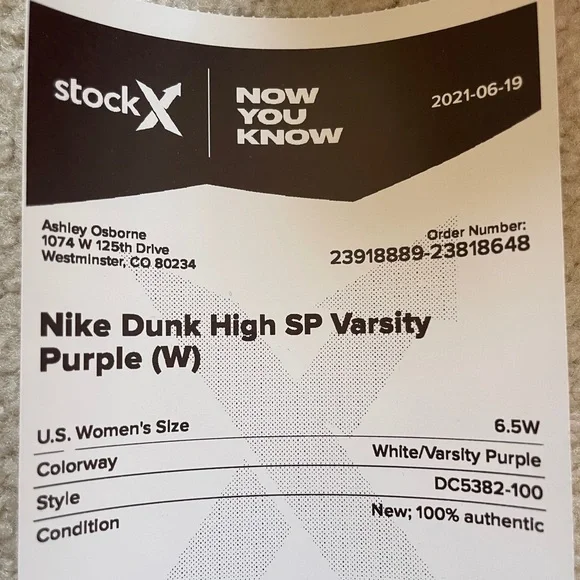 stockX
NOW
YOU
KNOW
2021-06-19
Ashley Osborne
1074 W 125th Drive
Westminster, CO 80234
Order Number:
23918889-23818648
Nike Dunk High SP Varsity
Purple (W)
U.S. Women's Size 6.5W
Colorway White/Varsity Purple
Style DC5382-100
Condition New; 100% authentic